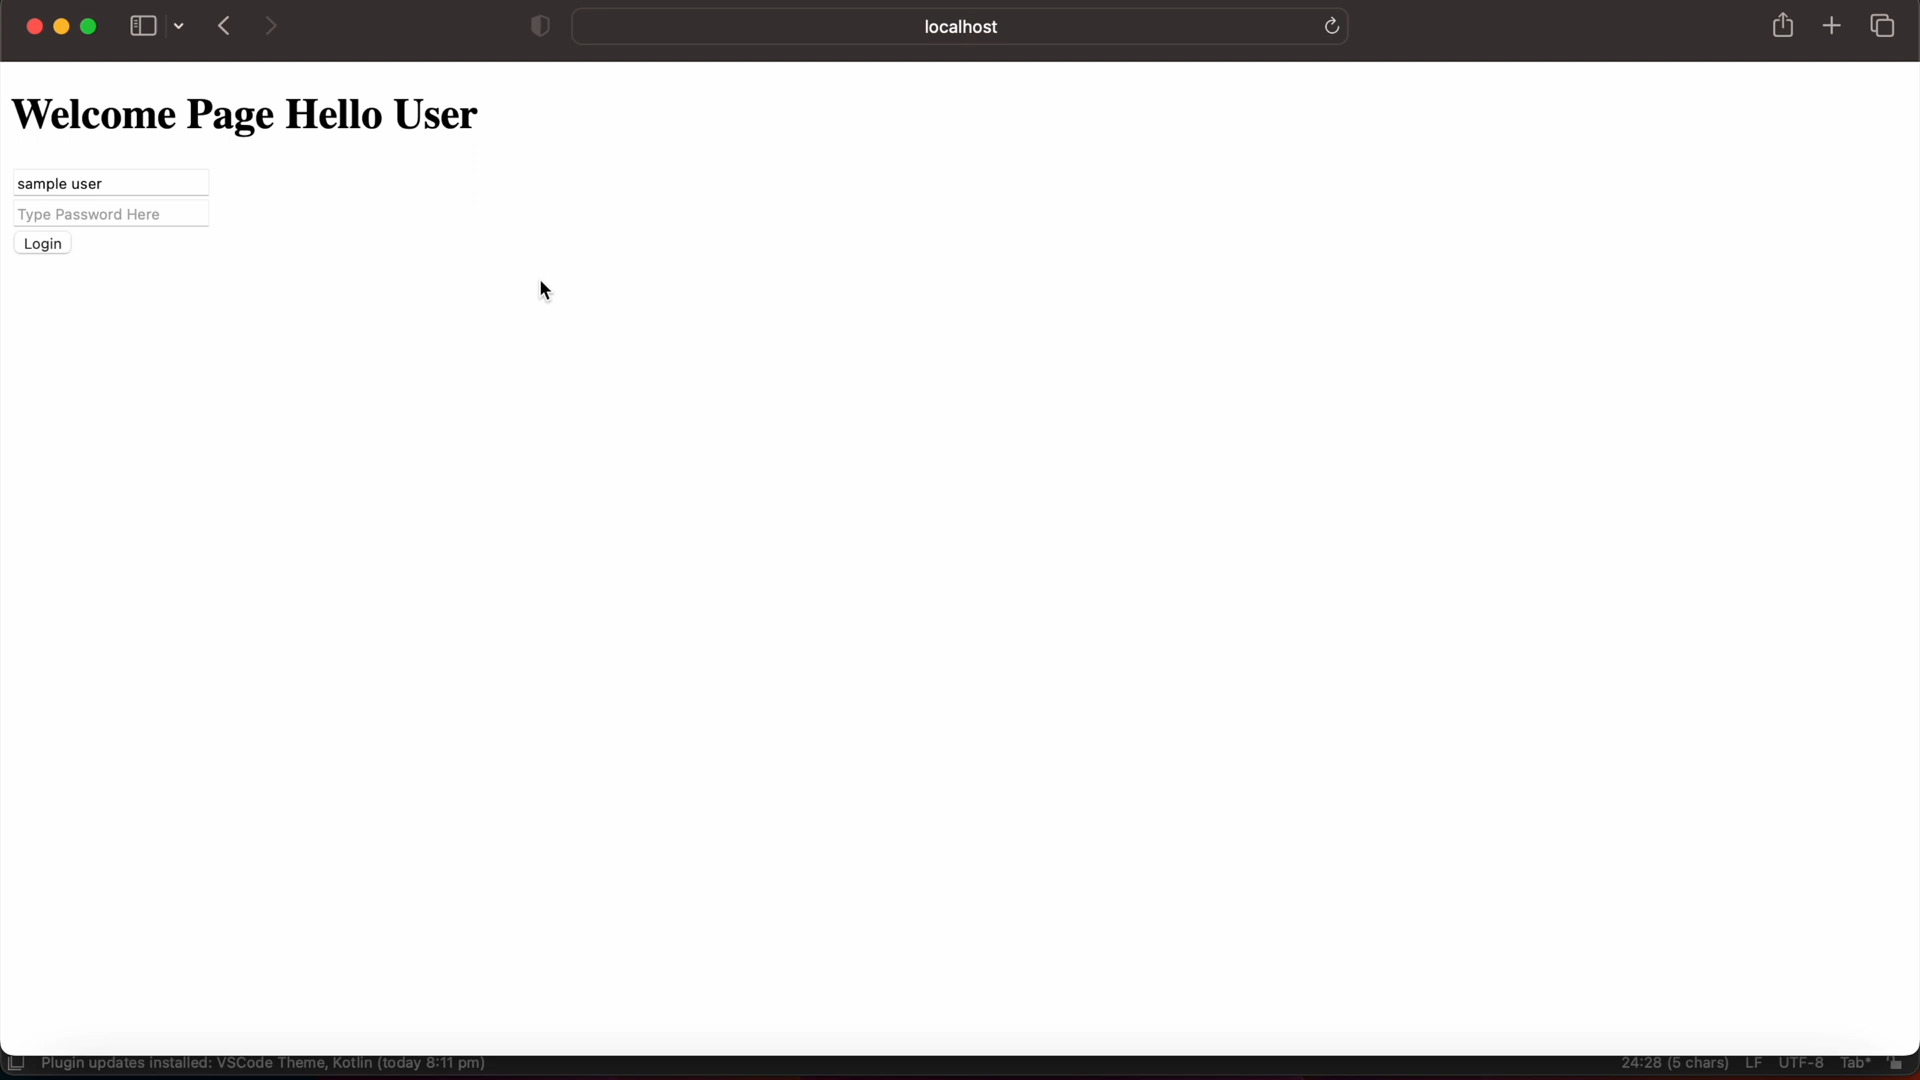 localhost
Welcome Page Hello User
sample user
Type Password Here
Login
Plugin updates installed: VSCode Theme, Kotlin (today 8:11 pm)
24:28 (5 chars) LF UTF-8 Tab*